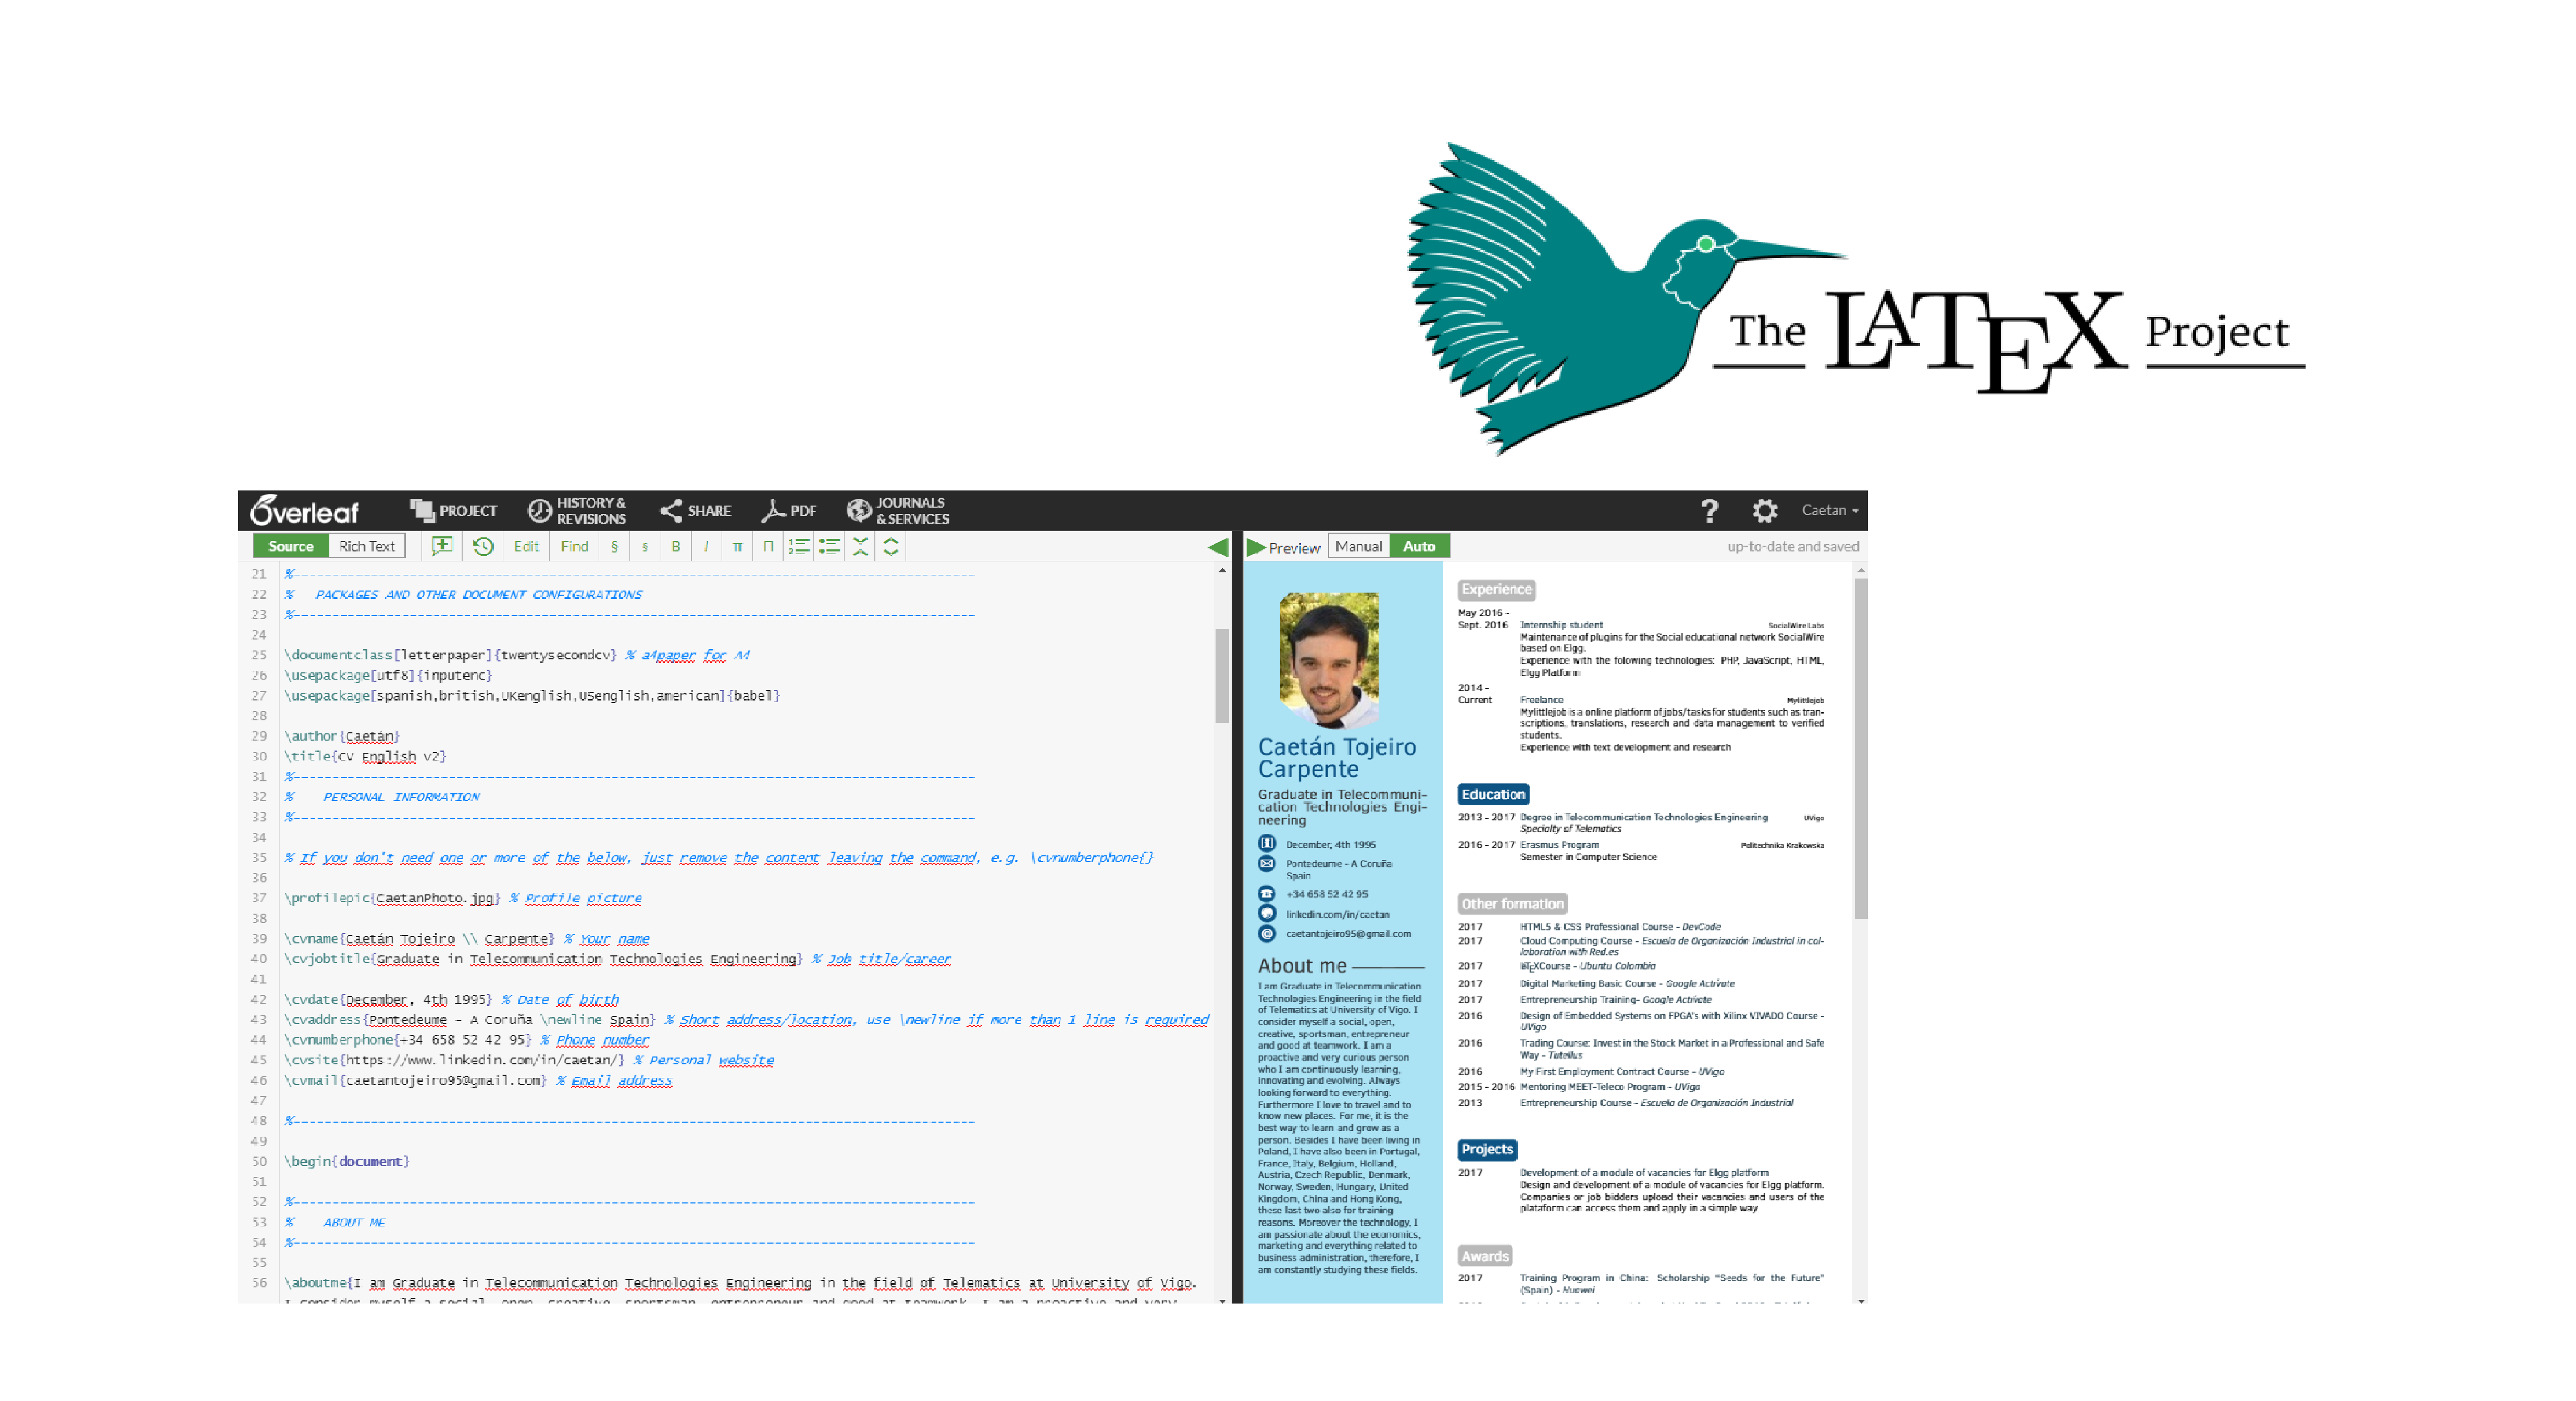 The LATEX Project
Overleaf PROJECT HISTORY & REVISIONS SHARE PDF JOURNALS & SERVICES ? Caetan
Source Rich Text Edit Find § § B I π Π
21 %------------------------------------------------------------
22 % PACKAGES AND OTHER DOCUMENT CONFIGURATIONS
23 %------------------------------------------------------------
24
25 \documentclass[letterpaper]{twentysecondcv} % a4paper for A4
26 \usepackage[utf8]{inputenc}
27 \usepackage[spanish,british,UKenglish,USenglish,american]{babel}
28
29 \author{Caetán}
30 \title{CV English v2}
31 %------------------------------------------------------------
32 % PERSONAL INFORMATION
33 %------------------------------------------------------------
34
35 % If you don't need one or more of the below, just remove the content leaving the command, e.g. \cvnumberphone{}
36
37 \profilepic{CaetanPhoto.jpg} % Profile picture
38
39 \cvname{Caetán Tojeiro \\ Carpente} % Your name
40 \cvjobtitle{Graduate in Telecommunication Technologies Engineering} % Job title/career
41
42 \cvdate{December, 4th 1995} % Date of birth
43 \cvaddress{Pontedeume - A Coruña \newline Spain} % Short address/location, use \newline if more than 1 line is required
44 \cvnumberphone{+34 658 52 42 95} % Phone number
45 \cvsite{https://www.linkedin.com/in/caetan/} % Personal website
46 \cvmail{caetantojeiro95@gmail.com} % Email address
47
48 %------------------------------------------------------------
49
50 \begin{document}
51
52 %------------------------------------------------------------
53 % ABOUT ME
54 %------------------------------------------------------------
55
56 \aboutme{I am Graduate in Telecommunication Technologies Engineering in the field of Telematics at University of Vigo.
I consider myself a social, open, creative, sportsman, entrepreneur and good at teamwork. I am a proactive and very
Preview Manual Auto up-to-date and saved
Caetán Tojeiro
Carpente
Graduate in Telecommuni-
cation Technologies Engi-
neering
December, 4th 1995
Pontedeume - A Coruña
Spain
+34 658 52 42 95
linkedin.com/in/caetan
caetantojeiro95@gmail.com
About me
I am Graduate in Telecommunication
Technologies Engineering in the field
of Telematics at University of Vigo. I
consider myself a social, open,
creative, sportsman, entrepreneur
and good at teamwork. I am a
proactive and very curious person
who I am continuously learning,
innovating and evolving. Always
looking forward to everything.
Furthermore I love to travel and to
know new places. For me, it is the
best way to learn and grow as a
person. Besides I have been living in
Poland, I have also been in Portugal,
France, Italy, Belgium, Holland,
Austria, Czech Republic, Denmark,
Norway, Sweden, Hungary, United
Kingdom, China and Hong Kong,
these last two also for training
reasons. Moreover the technology, I
am passionate about the economics,
marketing and everything related to
business administration, therefore, I
am constantly studying these fields.
Experience
May 2016 -
Sept. 2016 Internship student SocialWire Labs
Maintenance of plugins for the Social educational network SocialWire
based on Elgg.
Experience with the folowing technologies: PHP, JavaScript, HTML,
Elgg Platform
2014 -
Current Freelance Mylittlejob
Mylittlejob is a online platform of jobs/tasks for students such as tran-
scriptions, translations, research and data management to verified
students.
Experience with text development and research
Education
2013 - 2017 Degree in Telecommunication Technologies Engineering UVigo
Specialty of Telematics
2016 - 2017 Erasmus Program Politechnika Krakowska
Semester in Computer Science
Other formation
2017 HTML5 & CSS Professional Course - DevCode
2017 Cloud Computing Course - Escuela de Organización Industrial in col-
laboration with Red.es
2017 LATEXCourse - Ubuntu Colombia
2017 Digital Marketing Basic Course - Google Actívate
2017 Entrepreneurship Training- Google Actívate
2016 Design of Embedded Systems on FPGA's with Xilinx VIVADO Course -
UVigo
2016 Trading Course: Invest in the Stock Market in a Professional and Safe
Way - Tutellus
2016 My First Employment Contract Course - UVigo
2015 - 2016 Mentoring MEET-Teleco Program - UVigo
2013 Entrepreneurship Course - Escuela de Organización Industrial
Projects
2017 Development of a module of vacancies for Elgg platform
Design and development of a module of vacancies for Elgg platform.
Companies or job bidders upload their vacancies and users of the
plataform can access them and apply in a simple way.
Awards
2017 Training Program in China: Scholarship "Seeds for the Future"
(Spain) - Huawei